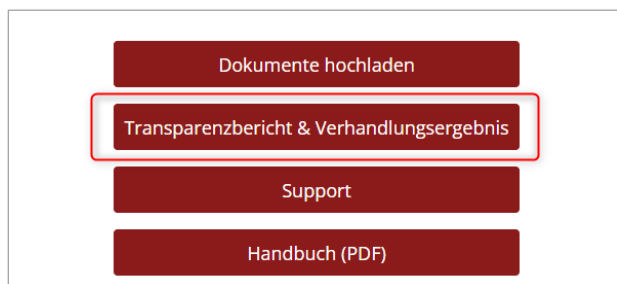 Dokumente hochladen
Transparenzbericht & Verhandlungsergebnis
Support
Handbuch (PDF)